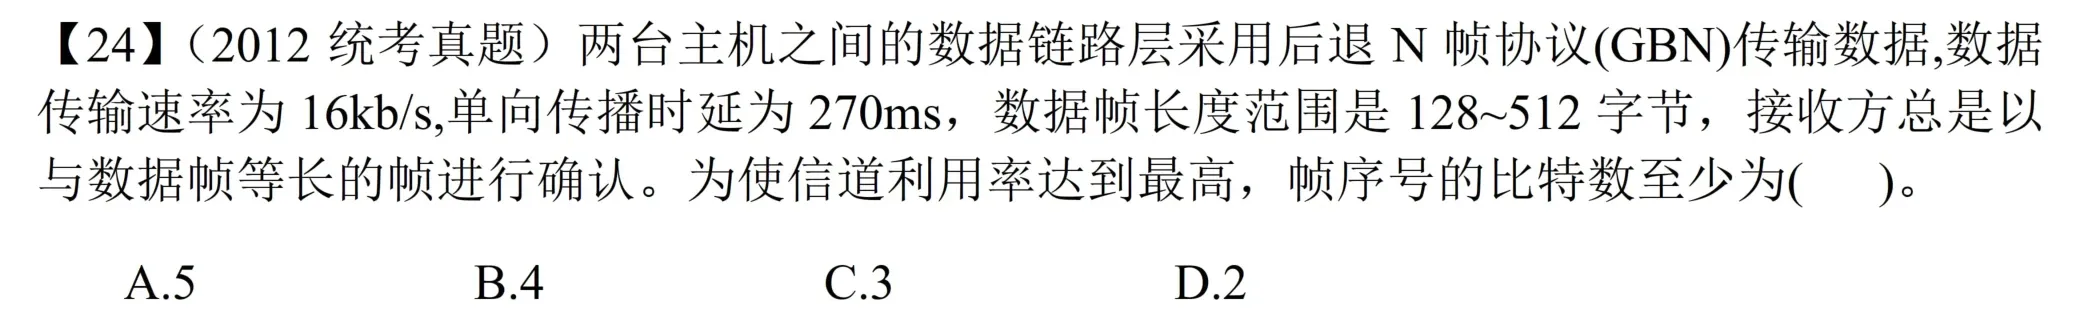 【24】（2012 统考真题）两台主机之间的数据链路层采用后退 N 帧协议(GBN)传输数据,数据
传输速率为 16kb/s,单向传播时延为 270ms，数据帧长度范围是 128~512 字节，接收方总是以
与数据帧等长的帧进行确认。为使信道利用率达到最高，帧序号的比特数至少为(    )。
A.5 B.4 C.3 D.2